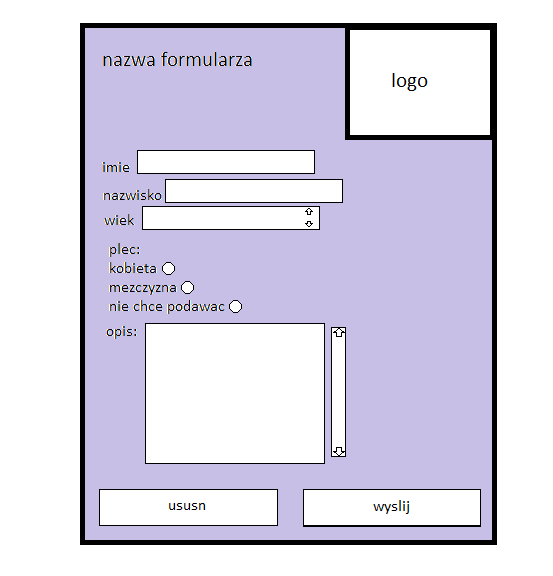 nazwa formularza
logo
imie
nazwisko
wiek
plec:
kobieta
mezczyzna
nie chce podawac
opis:
ususn
wyslij